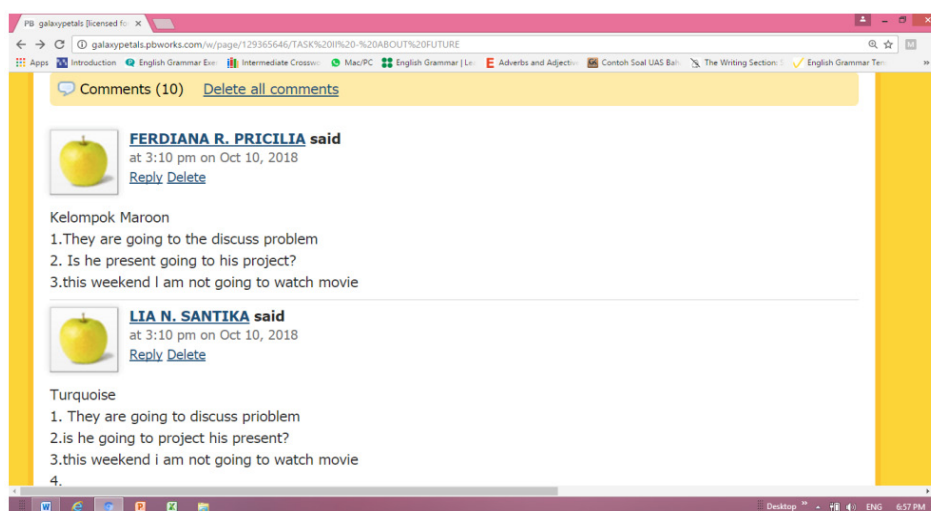 PB galaxypetals [licensed fo
galaxypetals.pbworks.com/w/page/129365646/TASK%20II%20-%20ABOUT%20FUTURE
Apps Introduction English Grammar Exe Intermediate Crosswo Mac/PC English Grammar | Le Adverbs and Adjectiv Contoh Soal UAS Bah The Writing Section: English Grammar Ten
Comments (10) Delete all comments
FERDIANA R. PRICILIA said
at 3:10 pm on Oct 10, 2018
Reply Delete
Kelompok Maroon
1.They are going to the discuss problem
2. Is he present going to his project?
3.this weekend I am not going to watch movie
LIA N. SANTIKA said
at 3:10 pm on Oct 10, 2018
Reply Delete
Turquoise
1. They are going to discuss prioblem
2.is he going to project his present?
3.this weekend i am not going to watch movie
4.
Desktop ENG 6:57 PM